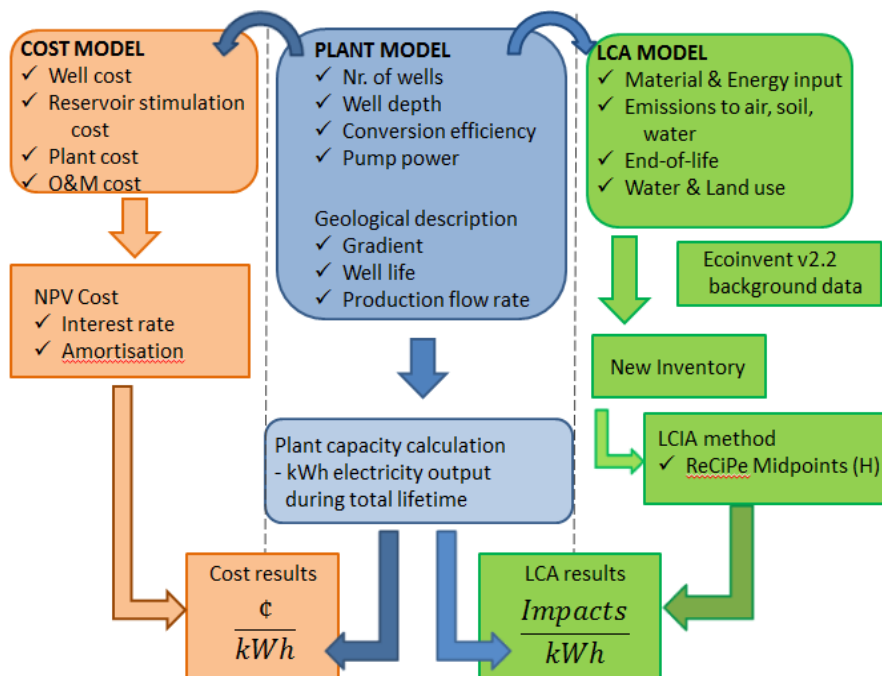 COST MODEL
✓ Well cost
✓ Reservoir stimulation
cost
✓ Plant cost
✓ O&M cost
NPV Cost
✓ Interest rate
✓ Amortisation
PLANT MODEL
✓ Nr. of wells
✓ Well depth
✓ Conversion efficiency
✓ Pump power
Geological description
✓ Gradient
✓ Well life
✓ Production flow rate
Plant capacity calculation
- kWh electricity output
during total lifetime
LCA MODEL
✓ Material & Energy input
✓ Emissions to air, soil,
water
✓ End-of-life
✓ Water & Land use
Ecoinvent v2.2
background data
New Inventory
LCIA method
✓ ReCiPe Midpoints (H)
Cost results
¢
kWh
LCA results
Impacts
kWh